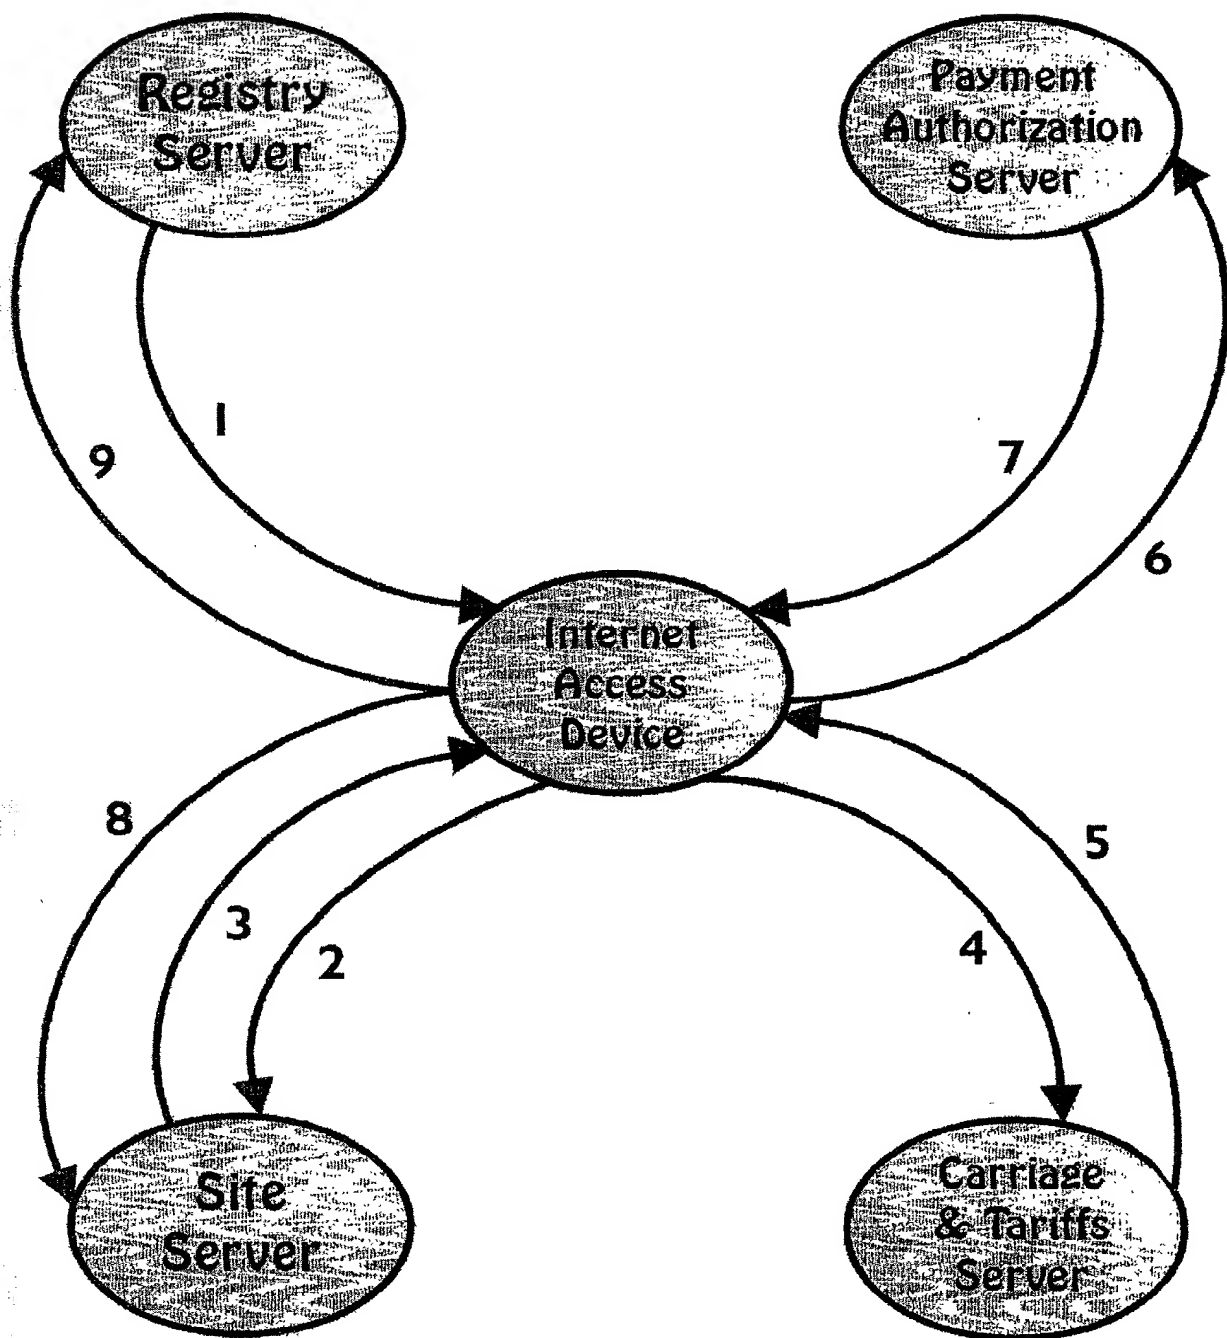 Registry
Server
Payment
Authorization
Server
1
9
7
6
Internet
Access
Device
8
3
2
5
4
Site
Server
Carriage
& Tariffs
Server